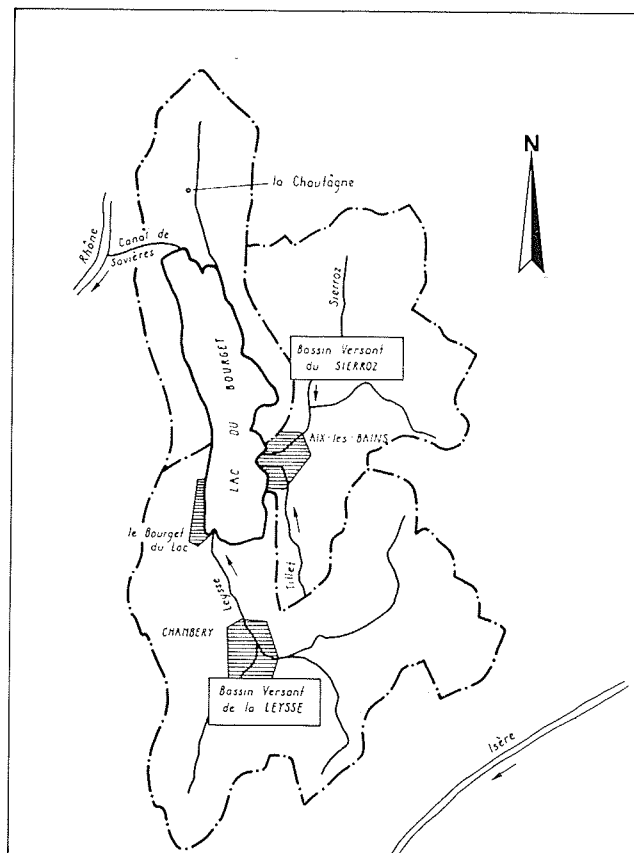 N
la Chautagne
Rhône
Canal de
Savières
Sierroz
Bassin Versant
du SIERROZ
LAC DU BOURGET
AIX-les-BAINS
le Bourget
du Lac
Leysse
Tillet
CHAMBERY
Bassin Versant
de la LEYSSE
Isère